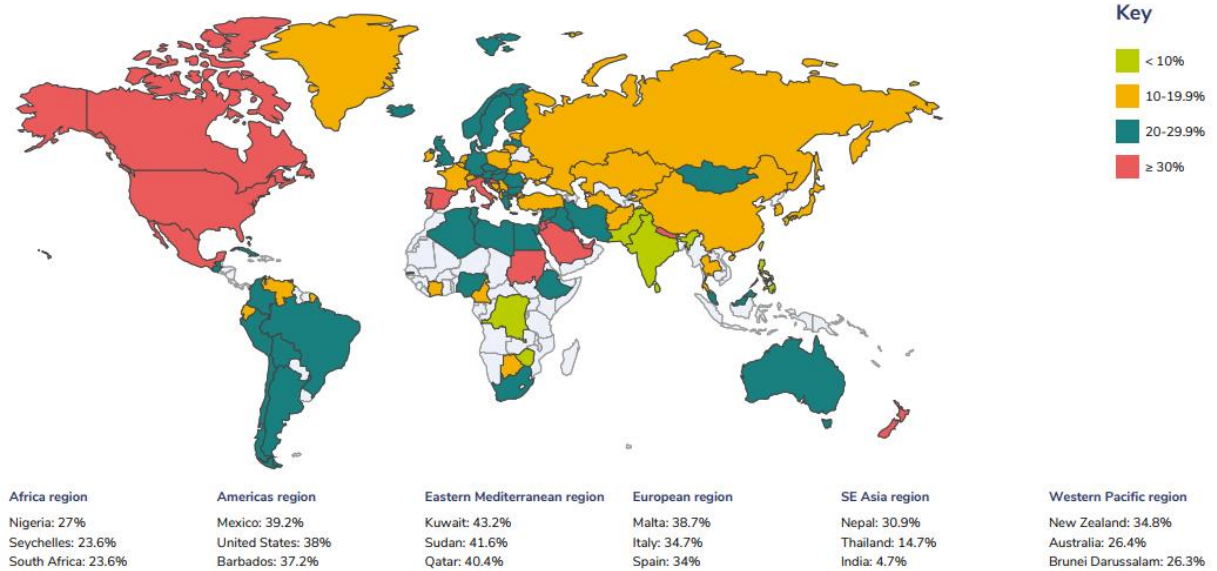 Key
< 10%
10-19.9%
20-29.9%
≥ 30%
Africa region
Nigeria: 27%
Seychelles: 23.6%
South Africa: 23.6%
Americas region
Mexico: 39.2%
United States: 38%
Barbados: 37.2%
Eastern Mediterranean region
Kuwait: 43.2%
Sudan: 41.6%
Qatar: 40.4%
European region
Malta: 38.7%
Italy: 34.7%
Spain: 34%
SE Asia region
Nepal: 30.9%
Thailand: 14.7%
India: 4.7%
Western Pacific region
New Zealand: 34.8%
Australia: 26.4%
Brunei Darussalam: 26.3%